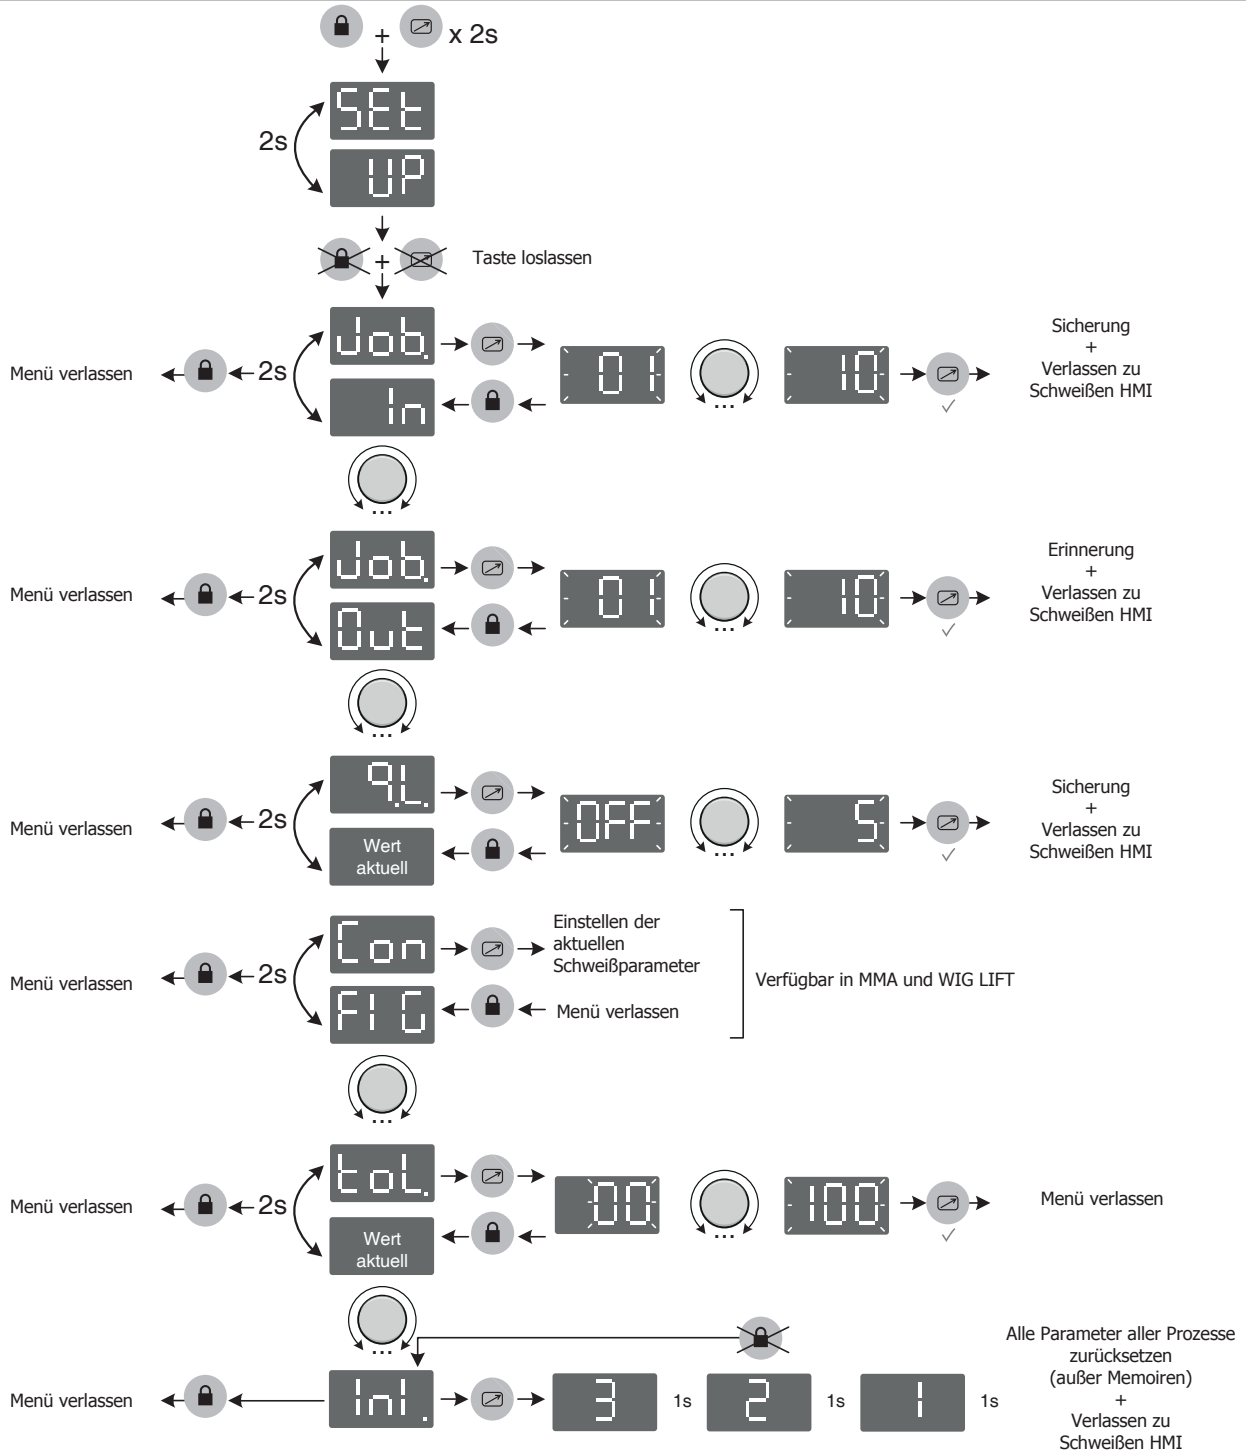 + x 2s
SEt
2s
UP
+ Taste loslassen
Job.
Menü verlassen 2s 01 10
In
Sicherung
+
Verlassen zu
Schweißen HMI
...
...
Job.
Menü verlassen 2s 01 10
Out
Erinnerung
+
Verlassen zu
Schweißen HMI
...
...
q.L.
Menü verlassen 2s OFF 5
Wert
aktuell
Sicherung
+
Verlassen zu
Schweißen HMI
...
Con
Menü verlassen 2s
FIG
Einstellen der
aktuellen
Schweißparameter
Menü verlassen
Verfügbar in MMA und WIG LIFT
...
toL.
Menü verlassen 2s 00 100 Menü verlassen
Wert
aktuell
...
...
Menü verlassen InI. 3 1s 2 1s 1 1s
Alle Parameter aller Prozesse
zurücksetzen
(außer Memoiren)
+
Verlassen zu
Schweißen HMI